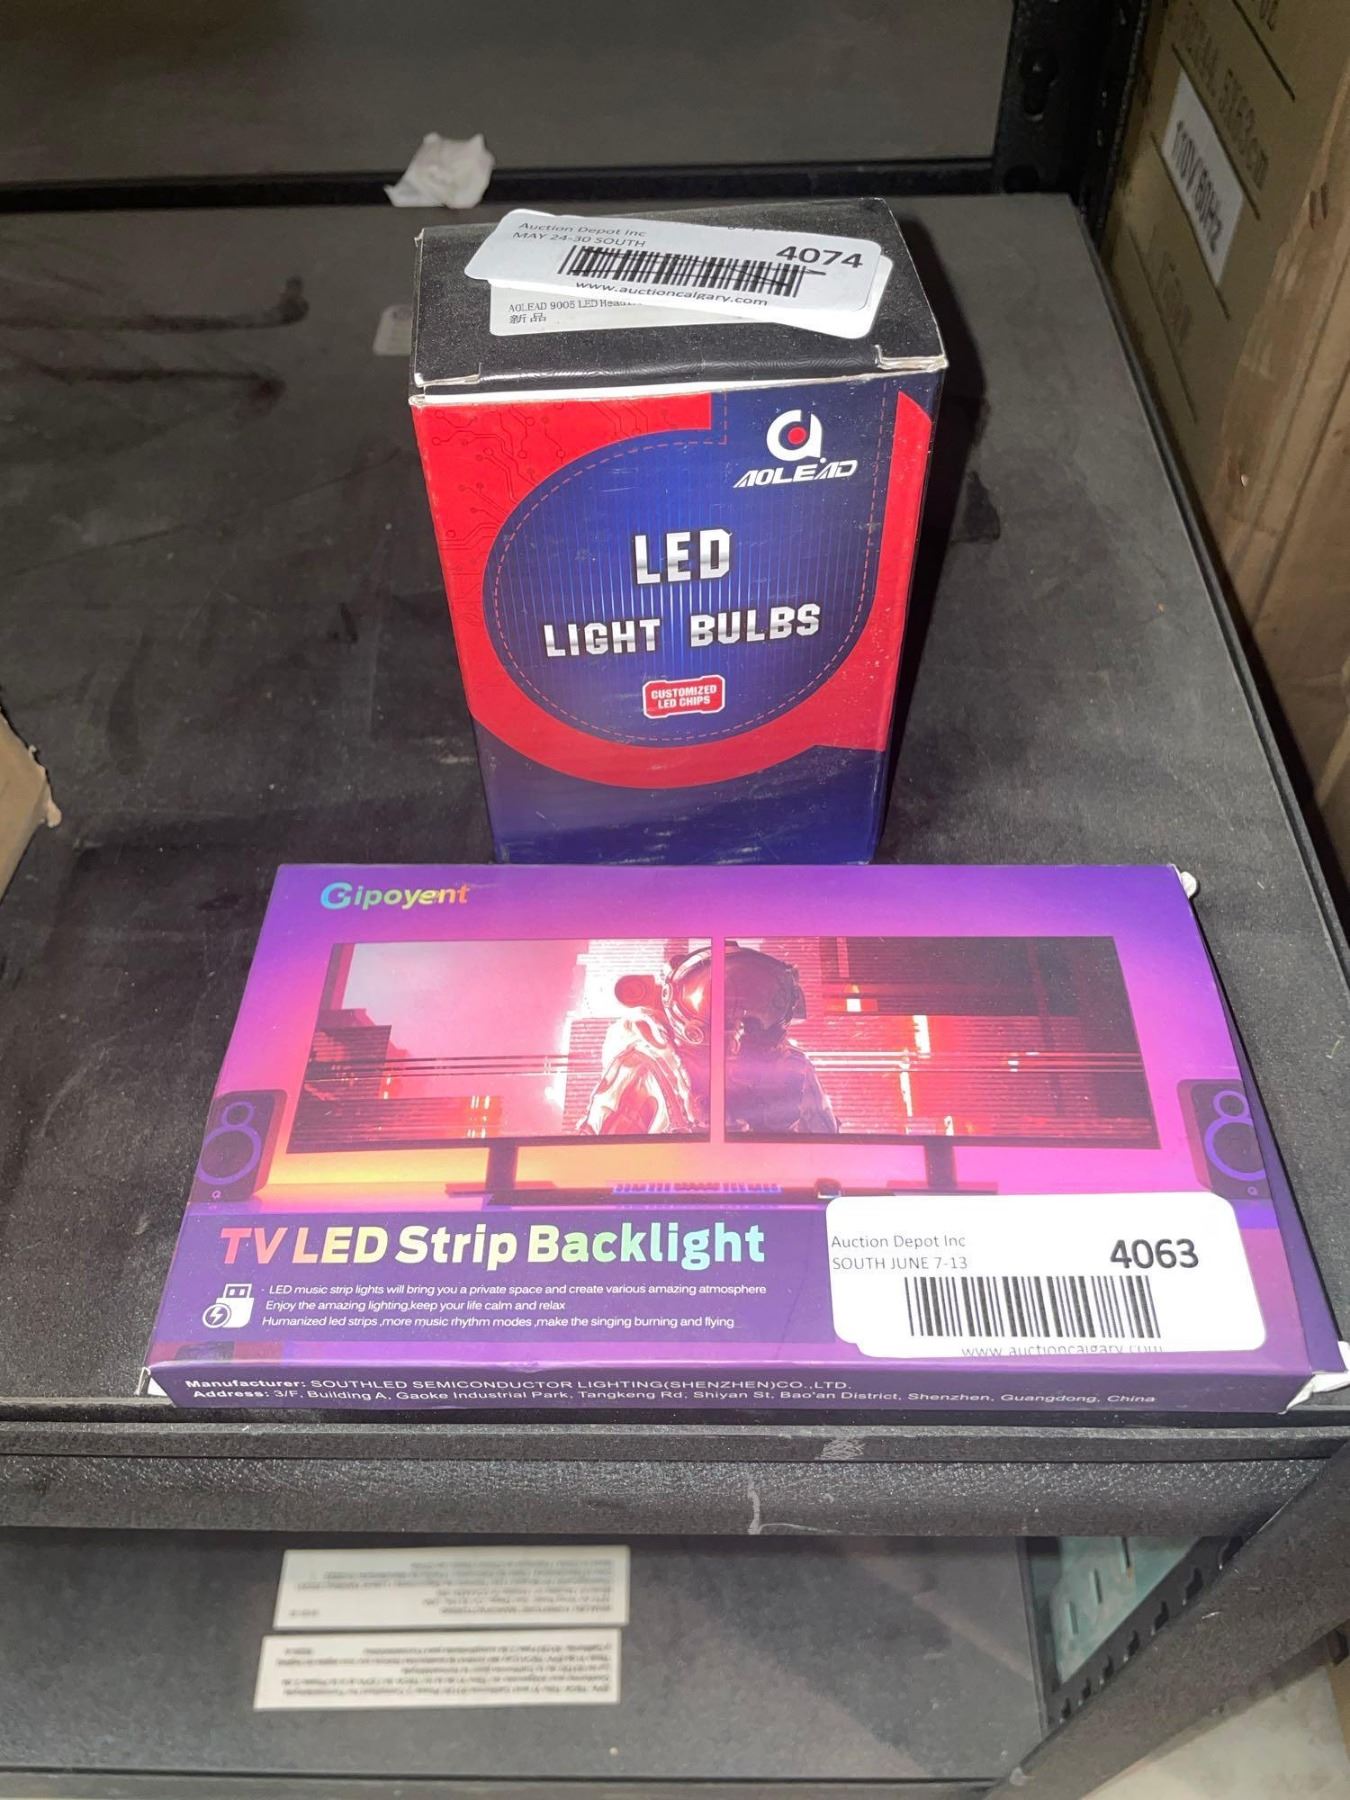 Auction Depot Inc
MAY 24-30 SOUTH
4074
www.auctioncalgary.com
AOLEAD 9005 LED
新品
AOLEAD
LED
LIGHT BULBS
CUSTOMIZED
LED CHIPS
110V/60HZ
Gipoyent
TV LED Strip Backlight
· LED music strip lights will bring you a private space and create various amazing atmosphere
Enjoy the amazing lighting,keep your life calm and relax
Humanized led strips ,more music rhythm modes ,make the singing burning and flying
Auction Depot Inc
SOUTH JUNE 7-13
4063
www.auctioncalgary.com
Manufacturer: SOUTHLED SEMICONDUCTOR LIGHTING(SHENZHEN)CO.,LTD.
Address: 3/F, Building A, Gaoke Industrial Park, Tangkeng Rd, Shiyan St, Bao'an District, Shenzhen, Guangdong, China